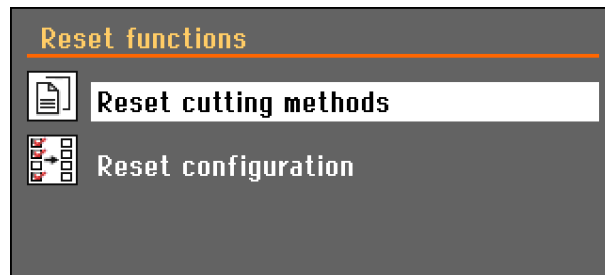 Reset functions
Reset cutting methods
Reset configuration